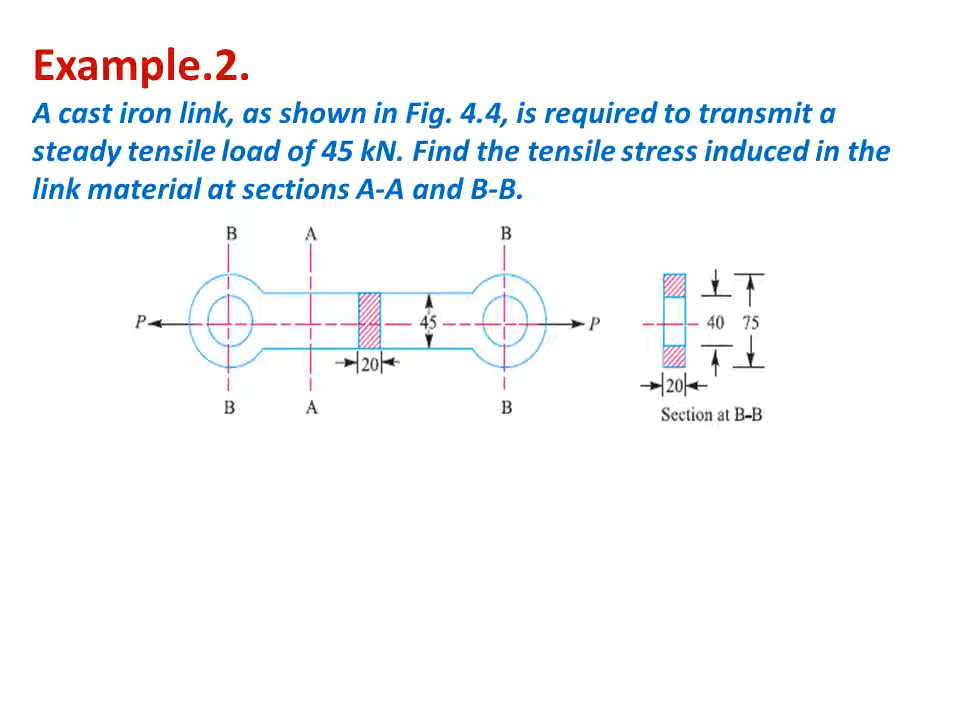 Example.2.
A cast iron link, as shown in Fig. 4.4, is required to transmit a
steady tensile load of 45 kN. Find the tensile stress induced in the
link material at sections A-A and B-B.
B A B
P 45 P 40 75
20 20
B A B
Section at B-B